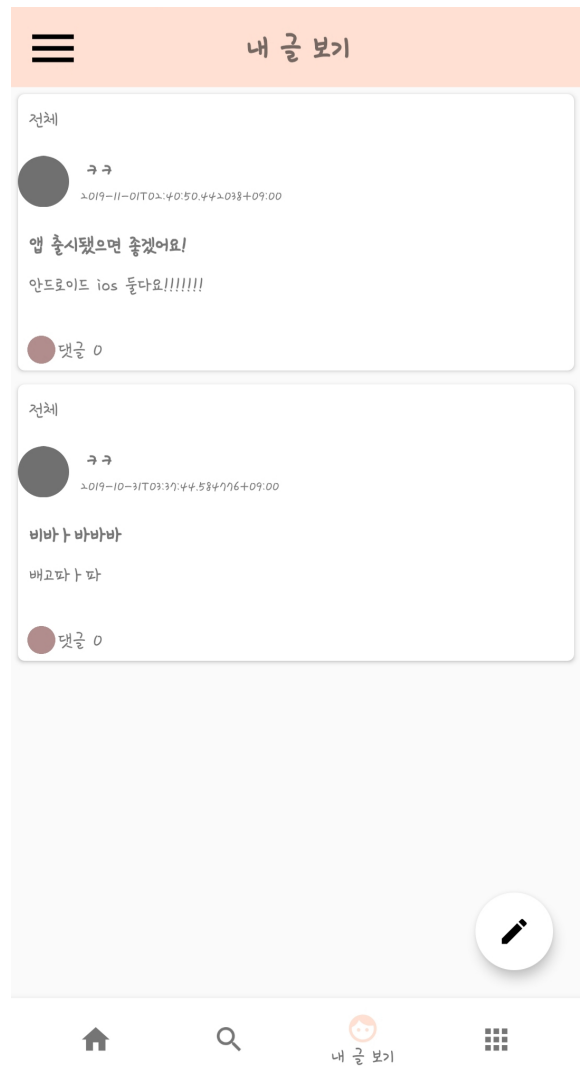 내 글 보기
전체
ㅋㅋ
2019-11-01T02:40:50.442038+09:00
앱 출시됐으면 좋겠어요!
안드로이드 ios 둘다요!!!!!!!
댓글 0
전체
ㅋㅋ
2019-10-31T03:37:44.584776+09:00
비바ㅏ바바바
배고파ㅏ파
댓글 0
내 글 보기